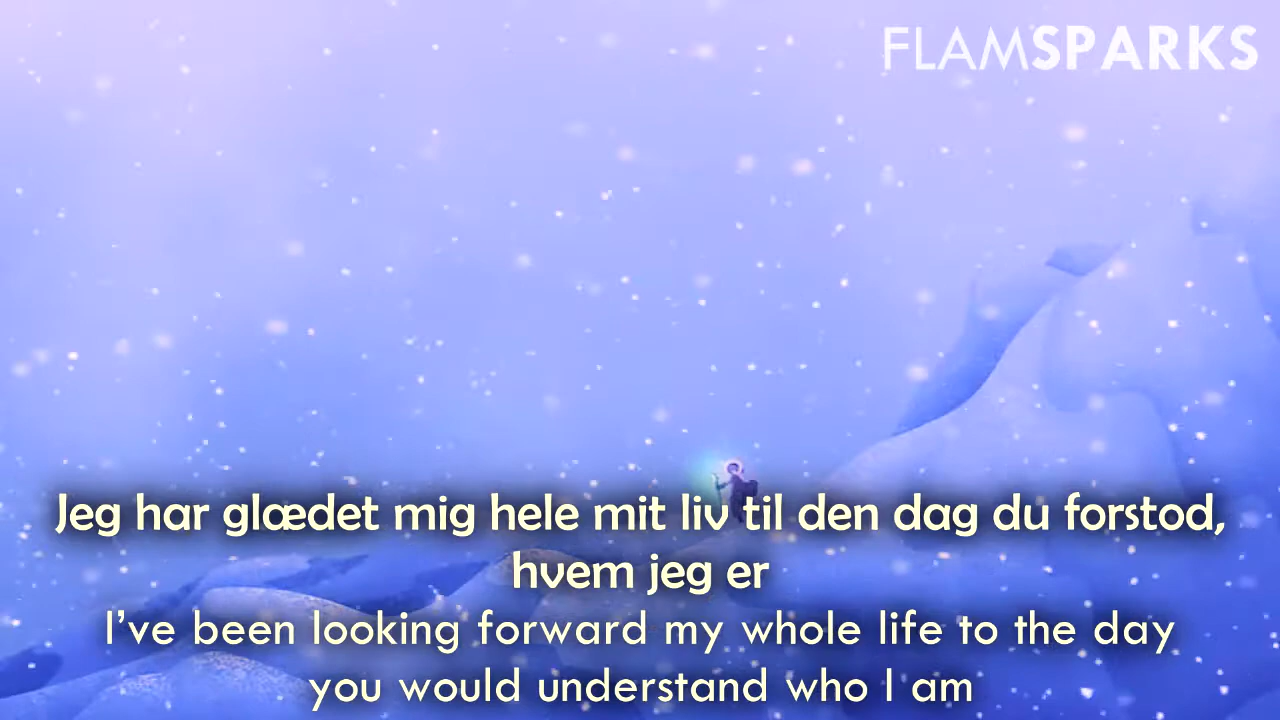 FLAMSPARKS
Jeg har glædet mig hele mit liv til den dag du forstod,
hvem jeg er
I’ve been looking forward my whole life to the day
you would understand who I am